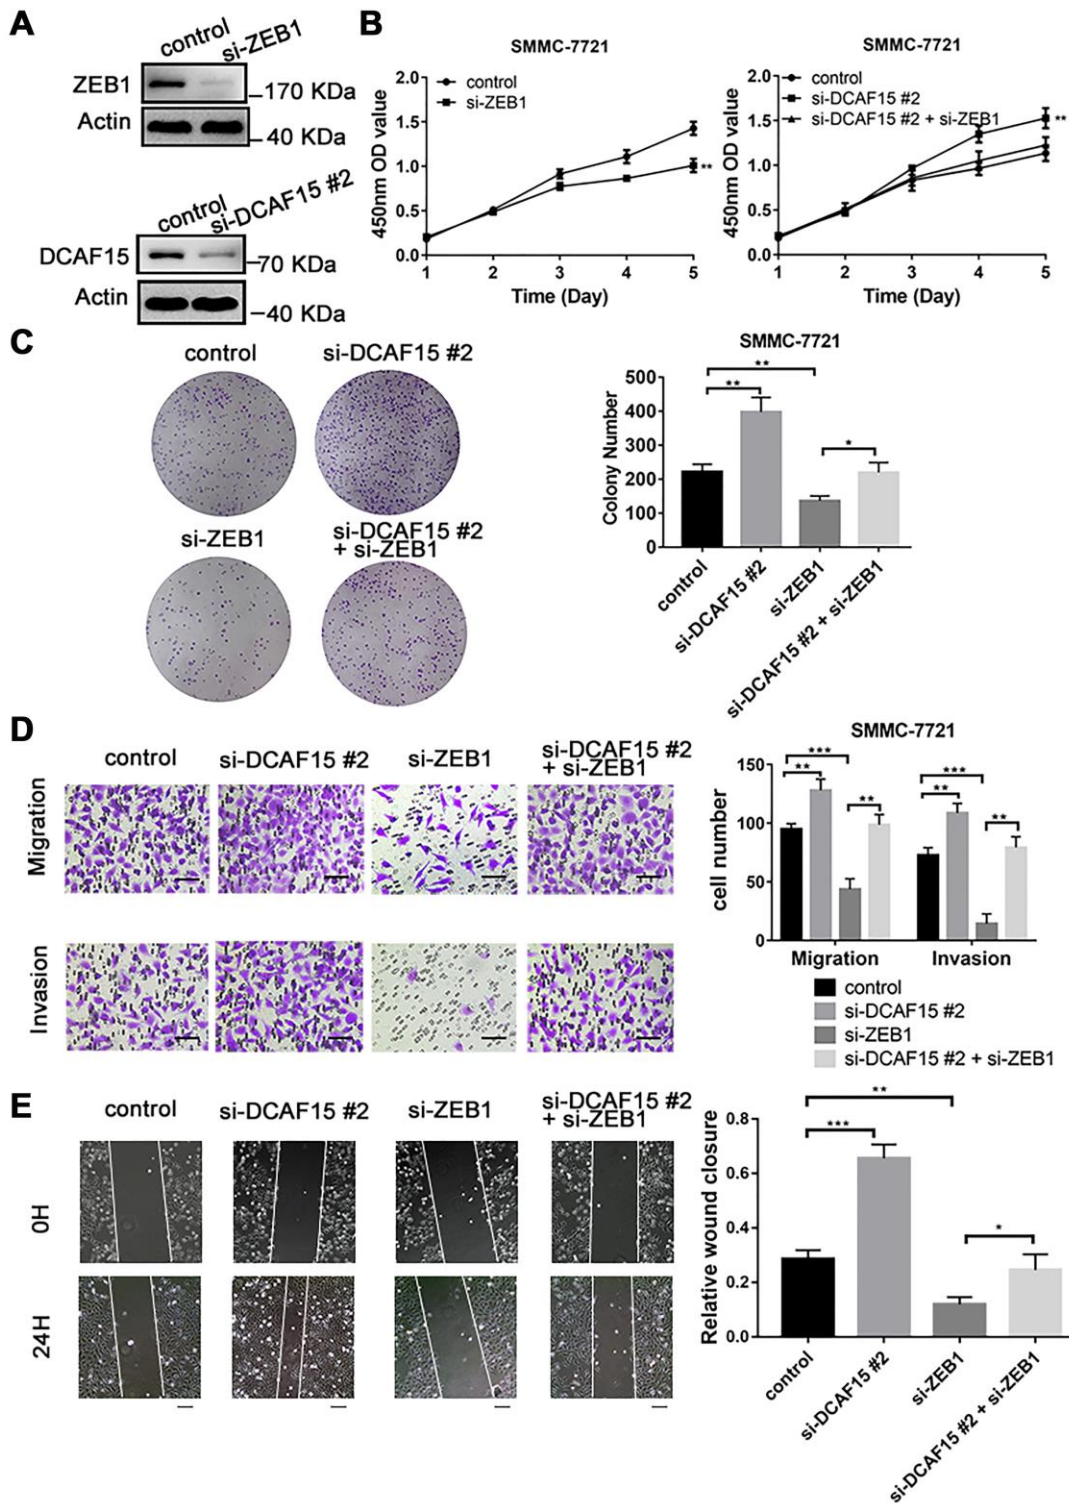 A
control
si-ZEB1
ZEB1
170 KDa
Actin
40 KDa
control
si-DCAF15 #2
DCAF15
70 KDa
Actin
40 KDa
B
SMMC-7721
control
si-ZEB1
450nm OD value
2.0
1.5
1.0
0.5
0.0
**
1 2 3 4 5
Time (Day)
SMMC-7721
control
si-DCAF15 #2
si-DCAF15 #2 + si-ZEB1
450nm OD value
2.0
1.5
1.0
0.5
0.0
**
1 2 3 4 5
Time (Day)
C
control
si-DCAF15 #2
si-ZEB1
si-DCAF15 #2
+ si-ZEB1
SMMC-7721
Colony Number
500
400
300
200
100
0
**
**
*
control
si-DCAF15 #2
si-ZEB1
si-DCAF15 #2 + si-ZEB1
D
control
si-DCAF15 #2
si-ZEB1
si-DCAF15 #2
+ si-ZEB1
Migration
Invasion
SMMC-7721
cell number
150
100
50
0
***
**
**
***
**
**
Migration
Invasion
control
si-DCAF15 #2
si-ZEB1
si-DCAF15 #2 + si-ZEB1
E
control
si-DCAF15 #2
si-ZEB1
si-DCAF15 #2
+ si-ZEB1
0H
24H
Relative wound closure
0.8
0.6
0.4
0.2
0.0
**
***
*
control
si-DCAF15 #2
si-ZEB1
si-DCAF15 #2 + si-ZEB1